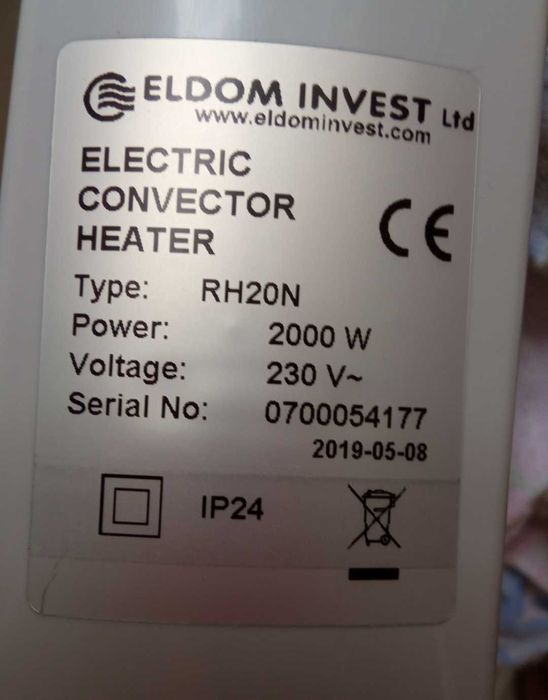 ELDOM INVEST Ltd
www.eldominvest.com
ELECTRIC
CONVECTOR
HEATER
CE
Type: RH20N
Power: 2000 W
Voltage: 230 V~
Serial No: 0700054177
2019-05-08
IP24